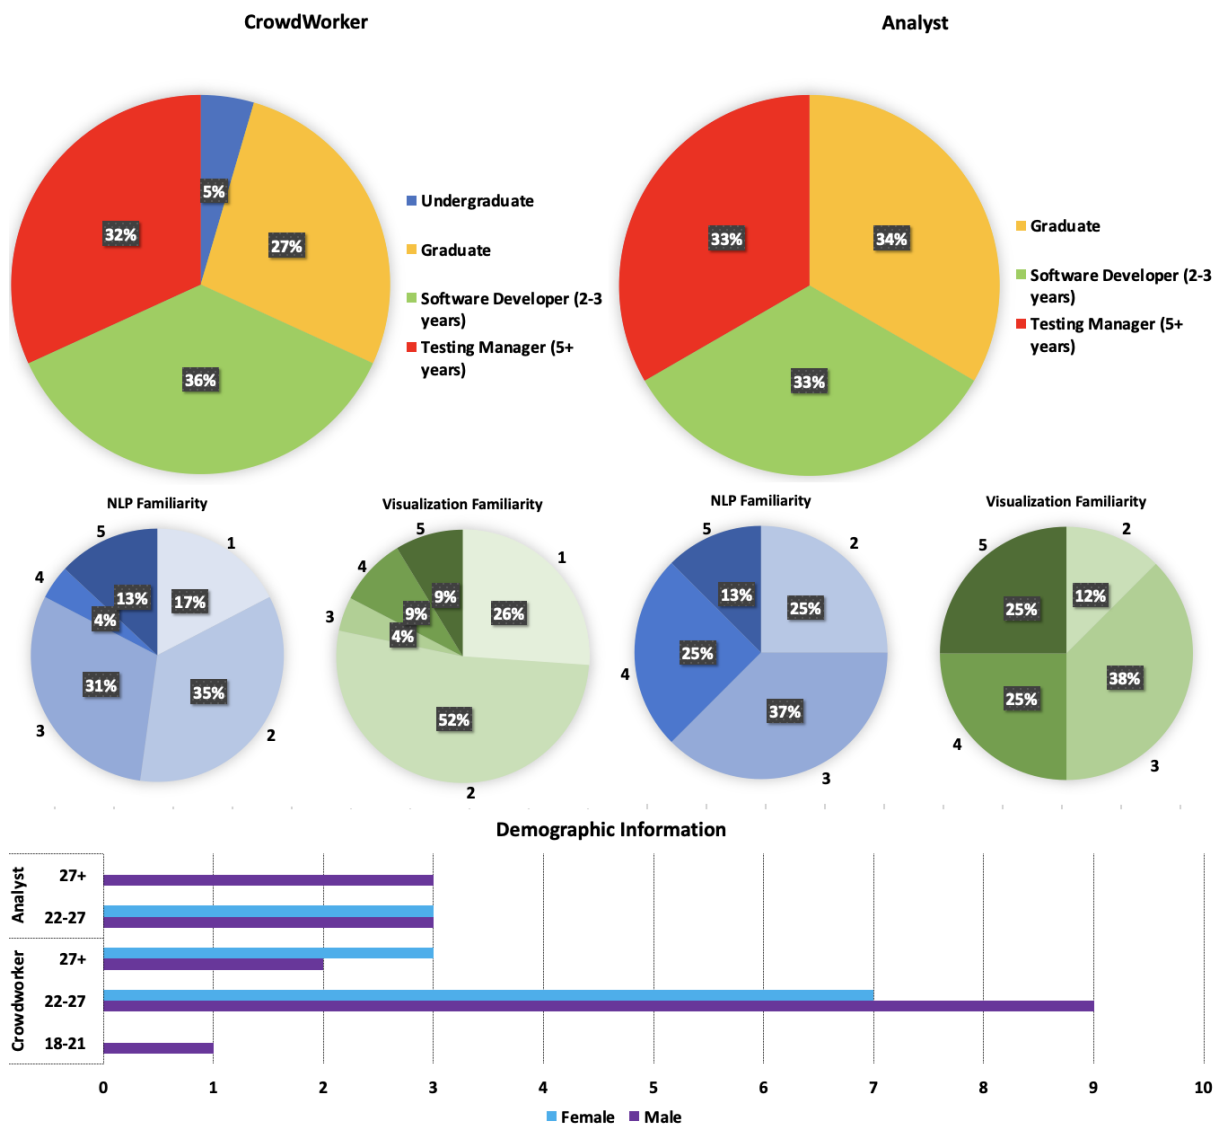 CrowdWorker
5%
27%
36%
32%
Undergraduate
Graduate
Software Developer (2-3
years)
Testing Manager (5+
years)
Analyst
34%
33%
33%
Graduate
Software Developer (2-3
years)
Testing Manager (5+
years)
NLP Familiarity
1
17%
2
35%
3
31%
4
4%
5
13%
Visualization Familiarity
1
26%
2
52%
3
4%
4
9%
5
9%
NLP Familiarity
2
25%
3
37%
4
25%
5
13%
Visualization Familiarity
2
12%
3
38%
4
25%
5
25%
Demographic Information
Analyst
27+
22-27
Crowdworker
27+
22-27
18-21
0 1 2 3 4 5 6 7 8 9 10
Female Male